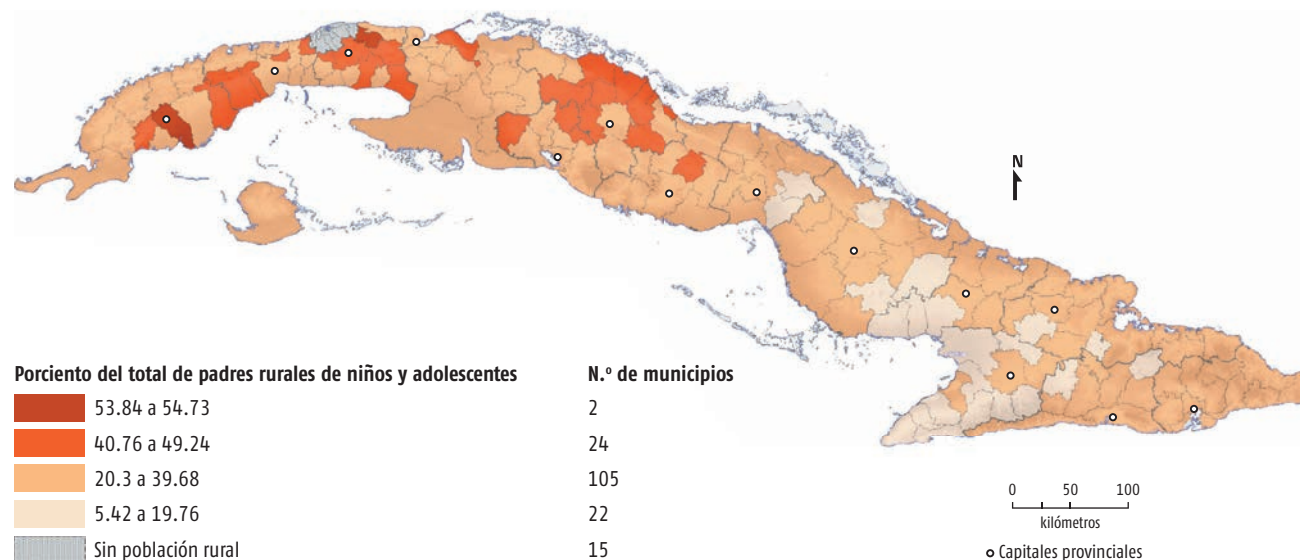 N
Porciento del total de padres rurales de niños y adolescentes N.º de municipios
53.84 a 54.73 2
40.76 a 49.24 24
20.3 a 39.68 105
5.42 a 19.76 22
Sin población rural 15
0 50 100
kilómetros
Capitales provinciales